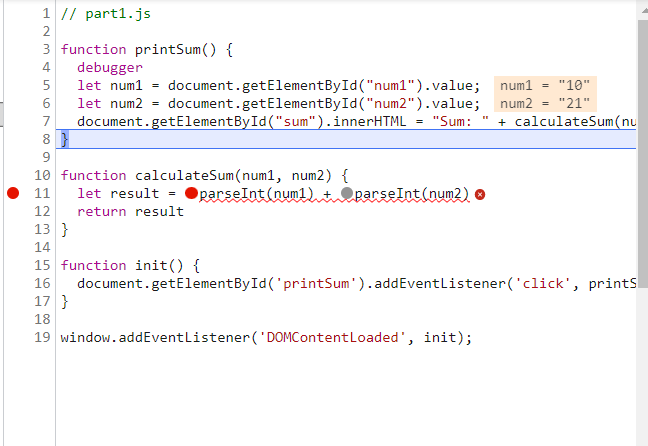 1 // part1.js
2
3 function printSum() {
4 debugger
5 let num1 = document.getElementById("num1").value; num1 = "10"
6 let num2 = document.getElementById("num2").value; num2 = "21"
7 document.getElementById("sum").innerHTML = "Sum: " + calculateSum(nu
8 }
9
10 function calculateSum(num1, num2) {
11 let result = parseInt(num1) + parseInt(num2)
12 return result
13 }
14
15 function init() {
16 document.getElementById('printSum').addEventListener('click', printS
17 }
18
19 window.addEventListener('DOMContentLoaded', init);